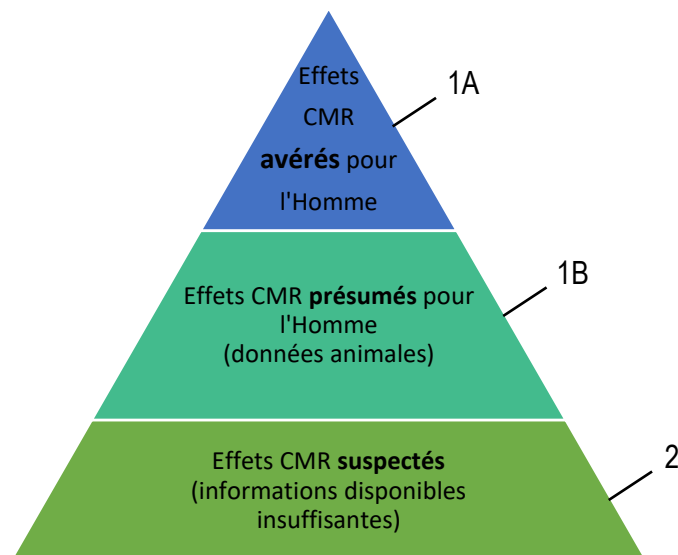 Effets
CMR
avérés pour
l'Homme
1A
Effets CMR présumés pour
l'Homme
(données animales)
1B
Effets CMR suspectés
(informations disponibles
insuffisantes)
2